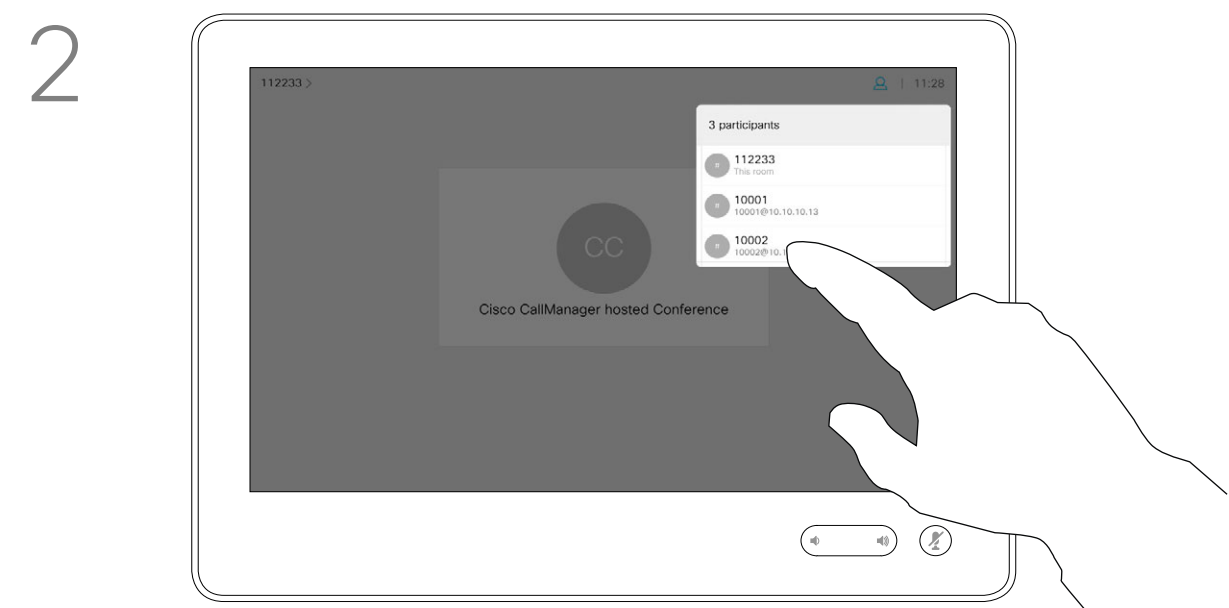 2
112233 >
11:28
3 participants
112233
This room
10001
10001@10.10.10.13
10002
CC
Cisco CallManager hosted Conference